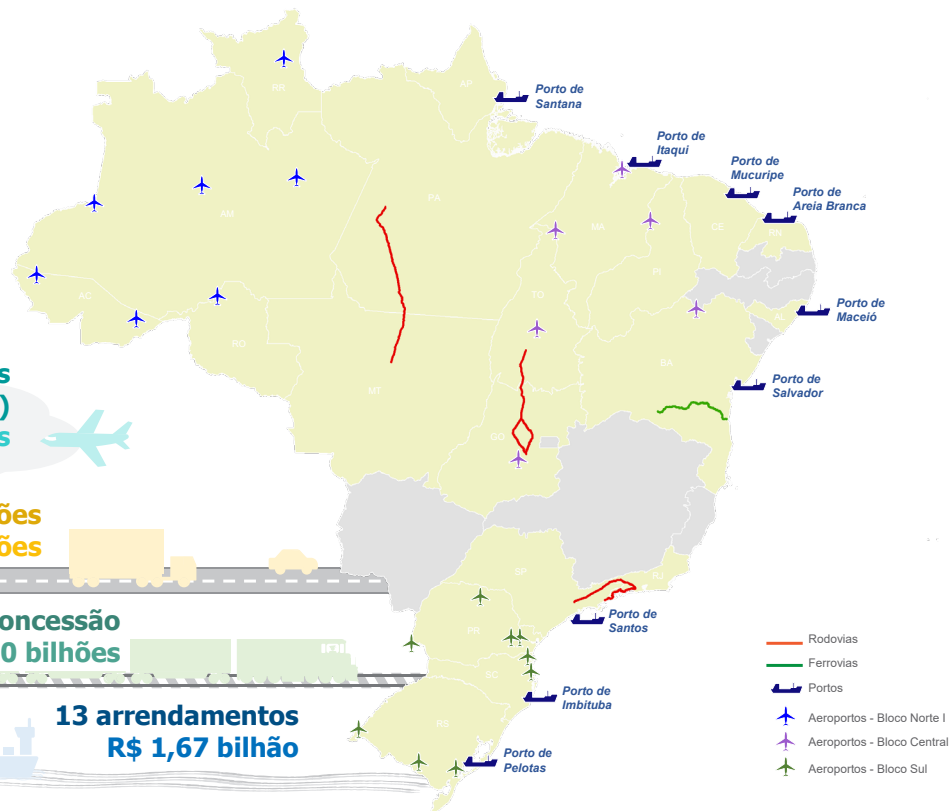 RR
AP
Porto de
Santana
Porto de
Itaqui
Porto de
Mucuripe
Porto de
Areia Branca
AM
PA
MA
CE
RN
PI
AC
TO
AL
Porto de
Maceió
RO
MT
BA
Porto de
Salvador
GO
s
)
s
ões
ões
SP
RJ
Porto de
Santos
oncessão
0 bilhões
PR
SC
Porto de
Imbituba
13 arrendamentos
R$ 1,67 bilhão
RS
Porto de
Pelotas
Rodovias
Ferrovias
Portos
Aeroportos - Bloco Norte I
Aeroportos - Bloco Central
Aeroportos - Bloco Sul